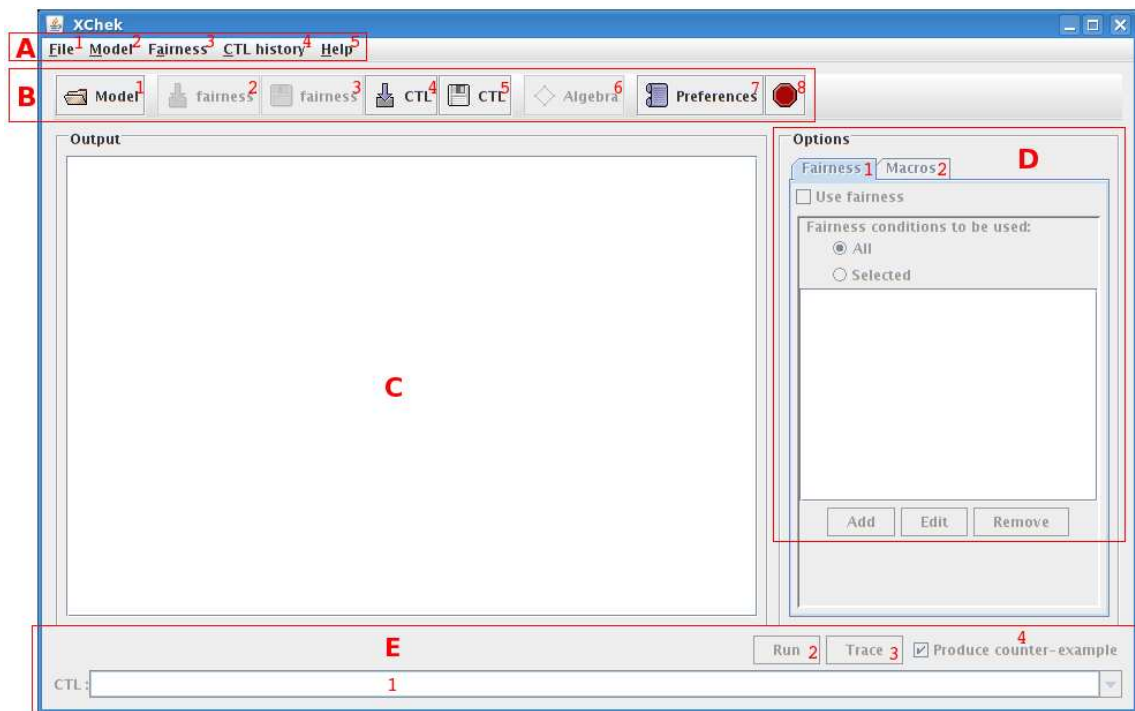 XChek
A File1 Model2 Fairness3 CTL history4 Help5
B Model1 fairness2 fairness3 CTL4 CTL5 Algebra6 Preferences7 8
Output
Options
D
Fairness 1 Macros2
Use fairness
Fairness conditions to be used:
All
Selected
C
Add Edit Remove
E
Run 2 Trace 3 Produce counter-example 4
CTL: 1